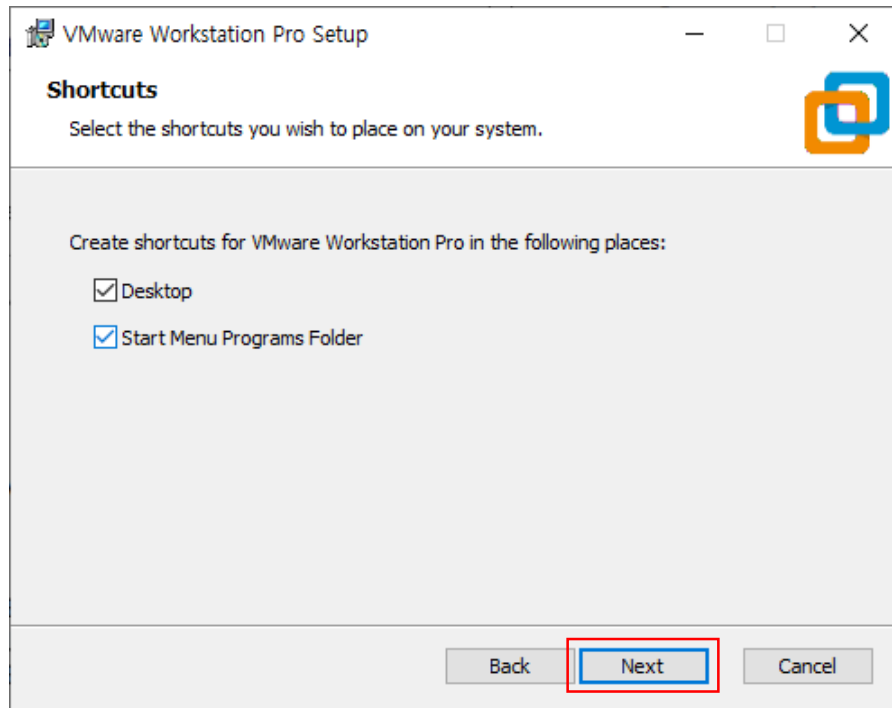 VMware Workstation Pro Setup
Shortcuts
Select the shortcuts you wish to place on your system.
Create shortcuts for VMware Workstation Pro in the following places:
Desktop
Start Menu Programs Folder
Back Next Cancel